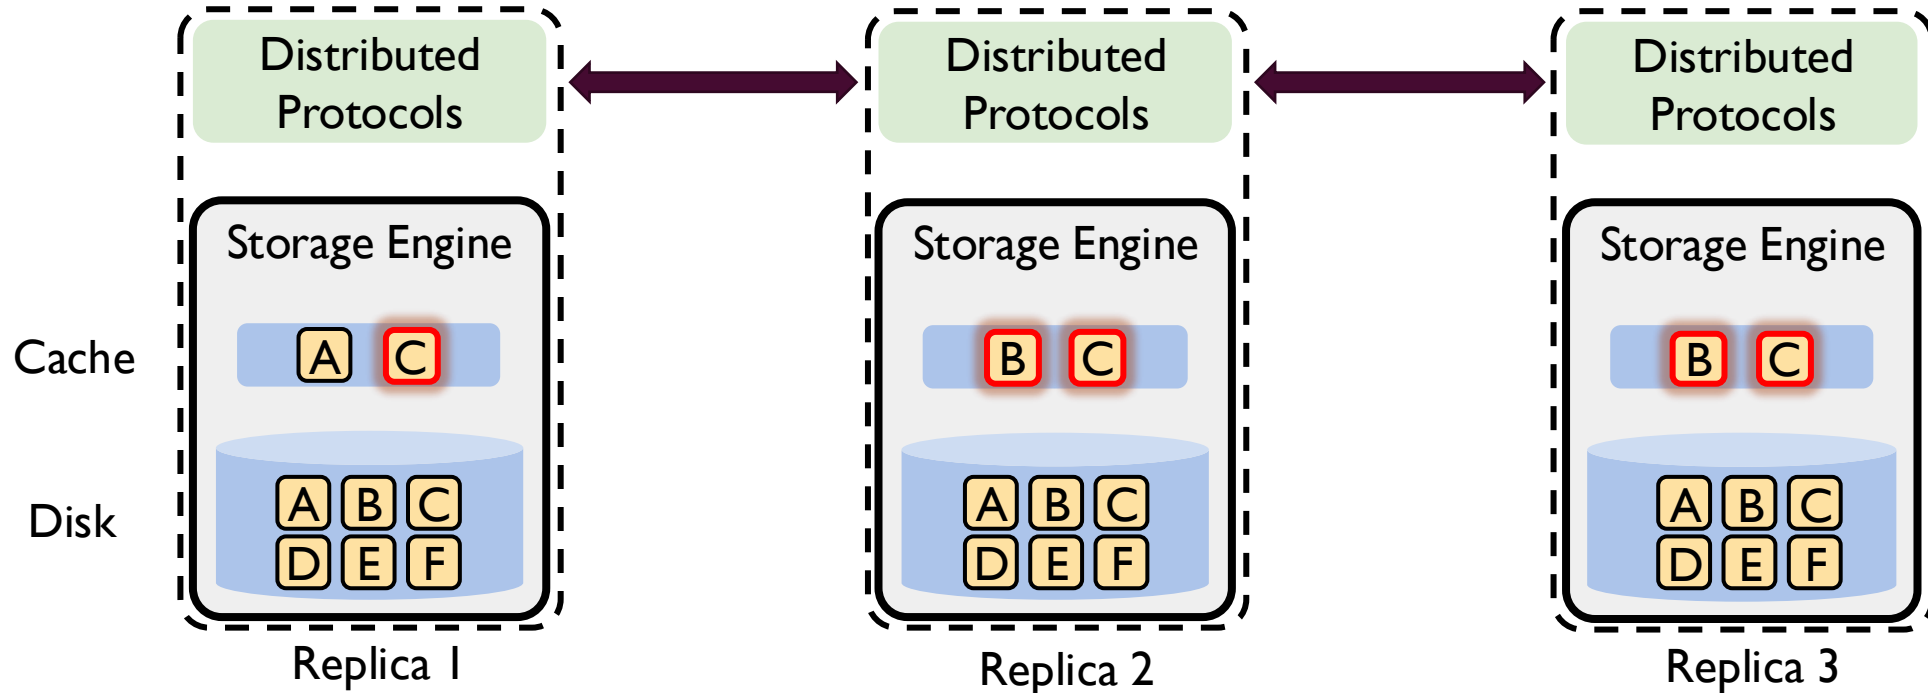 Distributed
Protocols
Distributed
Protocols
Distributed
Protocols
Storage Engine
Storage Engine
Storage Engine
Cache
A C
B C
B C
Disk
A B C
D E F
A B C
D E F
A B C
D E F
Replica 1
Replica 2
Replica 3